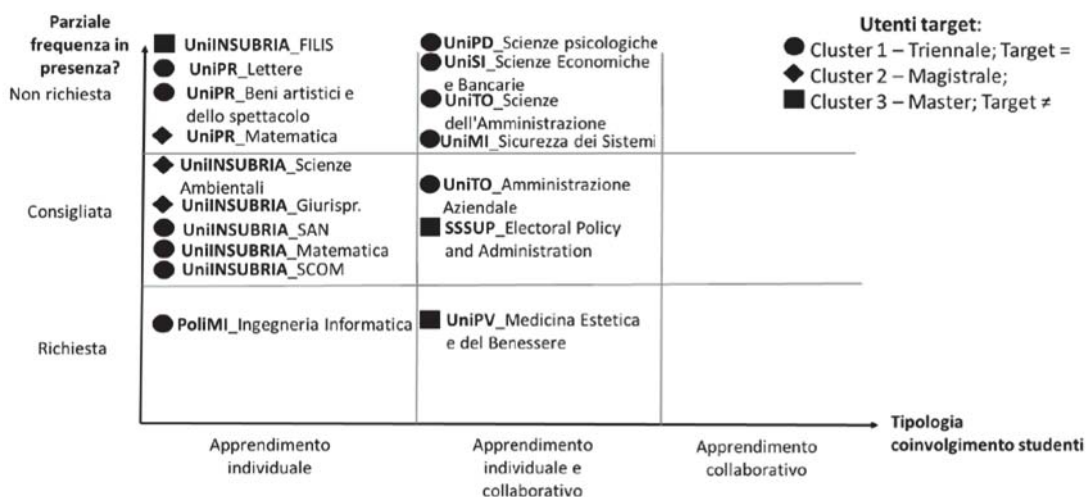 Parziale
frequenza in
presenza?
Non richiesta
UniINSUBRIA_FILIS
UniPR_Lettere
UniPR_Beni artistici e
dello spettacolo
UniPR_Matematica
UniPD_Scienze psicologiche
UniSI_Scienze Economiche
e Bancarie
UniTO_Scienze
dell'Amministrazione
UniMI_Sicurezza dei Sistemi
Utenti target:
Cluster 1 – Triennale; Target =
Cluster 2 – Magistrale;
Cluster 3 – Master; Target ≠
Consigliata
UniINSUBRIA_Scienze
Ambientali
UniINSUBRIA_Giurispr.
UniINSUBRIA_SAN
UniINSUBRIA_Matematica
UniINSUBRIA_SCOM
UniTO_Amministrazione
Aziendale
SSSUP_Electoral Policy
and Administration
Richiesta
PoliMI_Ingegneria Informatica
UniPV_Medicina Estetica
e del Benessere
Apprendimento
individuale
Apprendimento
individuale e
collaborativo
Apprendimento
collaborativo
Tipologia
coinvolgimento studenti